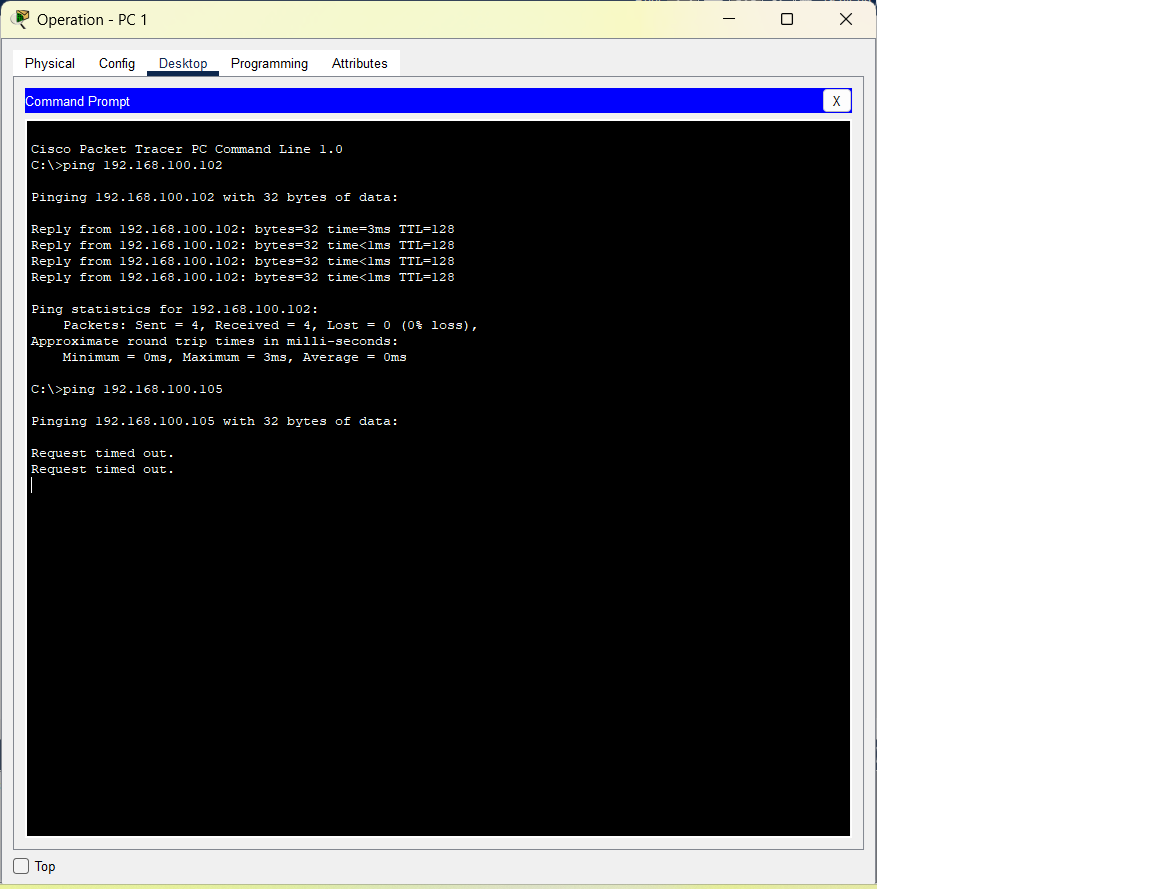 Operation - PC 1
Physical Config Desktop Programming Attributes
Command Prompt X
Cisco Packet Tracer PC Command Line 1.0
C:\>ping 192.168.100.102
Pinging 192.168.100.102 with 32 bytes of data:
Reply from 192.168.100.102: bytes=32 time=3ms TTL=128
Reply from 192.168.100.102: bytes=32 time<1ms TTL=128
Reply from 192.168.100.102: bytes=32 time<1ms TTL=128
Reply from 192.168.100.102: bytes=32 time<1ms TTL=128
Ping statistics for 192.168.100.102:
Packets: Sent = 4, Received = 4, Lost = 0 (0% loss),
Approximate round trip times in milli-seconds:
Minimum = 0ms, Maximum = 3ms, Average = 0ms
C:\>ping 192.168.100.105
Pinging 192.168.100.105 with 32 bytes of data:
Request timed out.
Request timed out.
Top